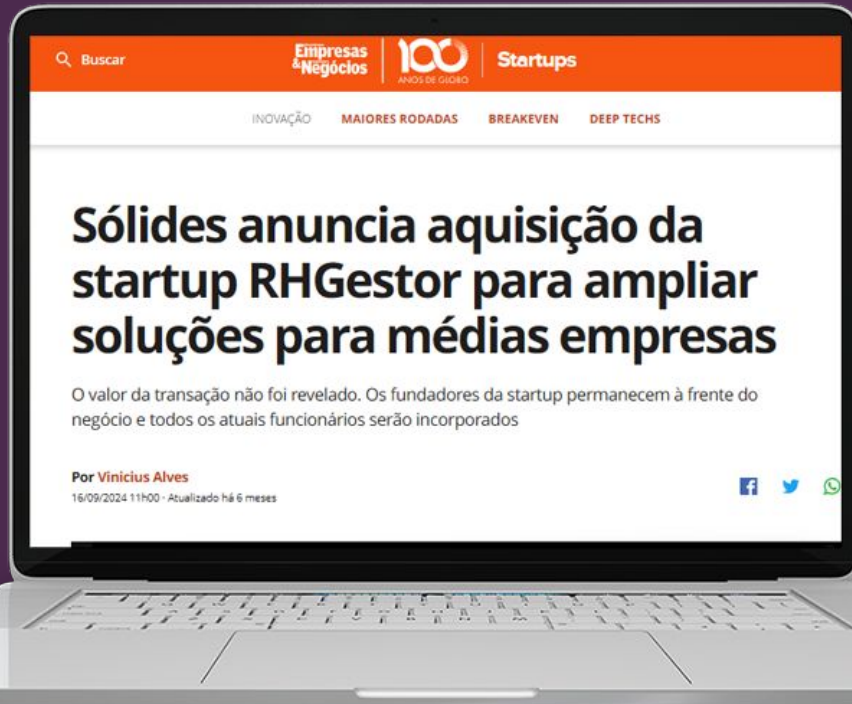 Buscar
Pequenas
Empresas
&Negócios
100
ANOS DE GLOBO
Startups
INOVAÇÃO MAIORES RODADAS BREAKEVEN DEEP TECHS
Sólides anuncia aquisição da
startup RHGestor para ampliar
soluções para médias empresas
O valor da transação não foi revelado. Os fundadores da startup permanecem à frente do
negócio e todos os atuais funcionários serão incorporados
Por Vinicius Alves
16/09/2024 11h00 · Atualizado há 6 meses